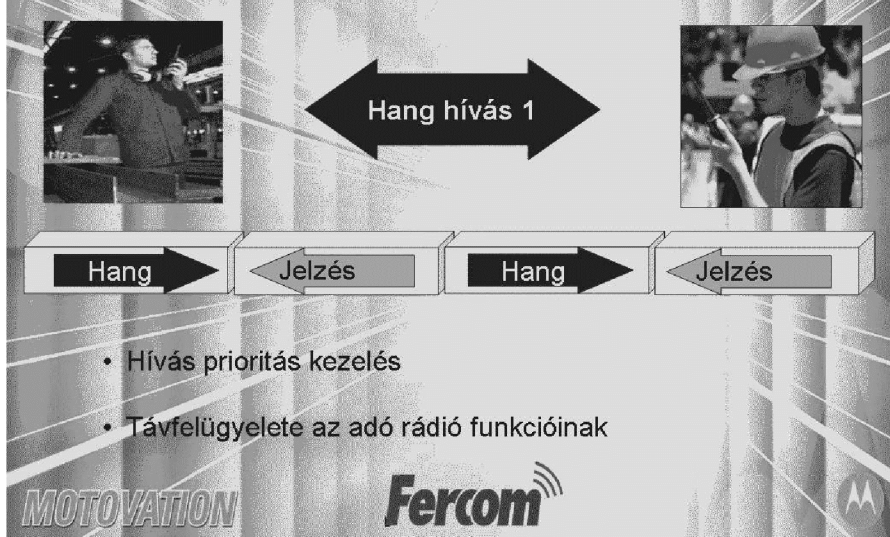 Hang hívás 1
Hang Jelzés Hang Jelzés
• Hívás prioritás kezelés
• Távfelügyelete az adó rádió funkcióinak
MOTOVATION Fercom